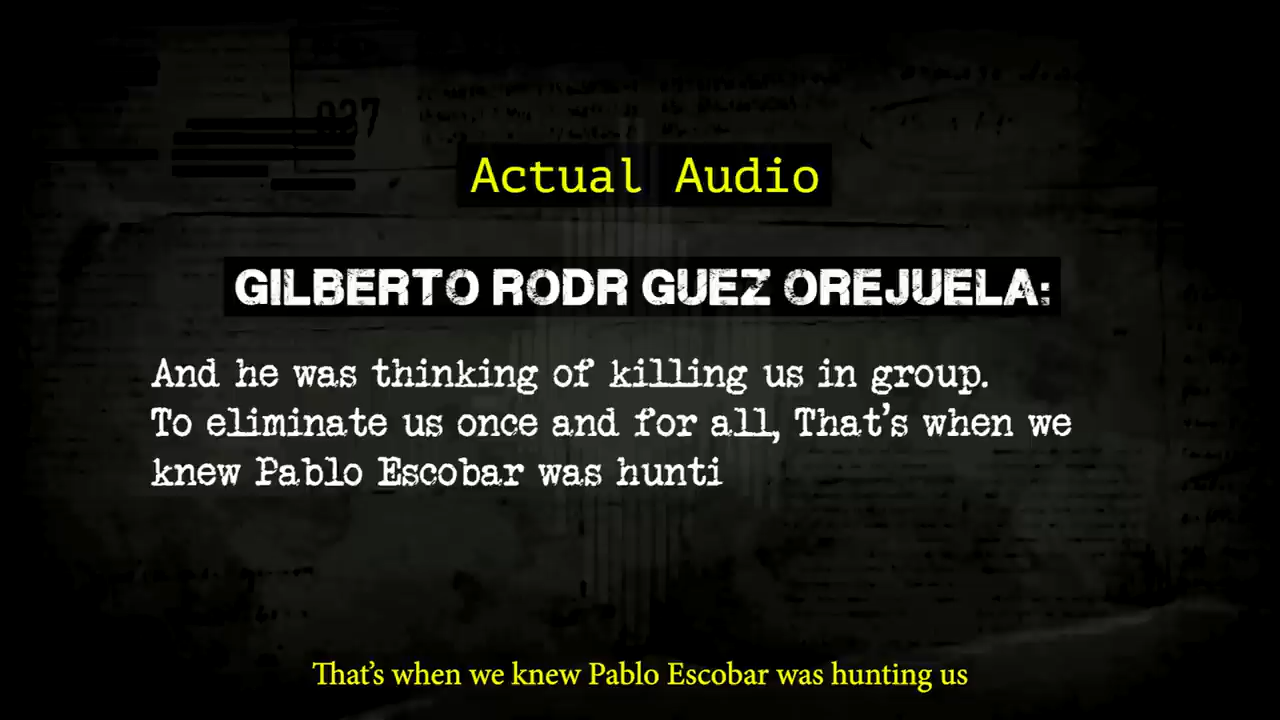 037
Actual Audio
GILBERTO RODR GUEZ OREJUELA:
And he was thinking of killing us in group.
To eliminate us once and for all, That's when we
knew Pablo Escobar was hunti
That's when we knew Pablo Escobar was hunting us